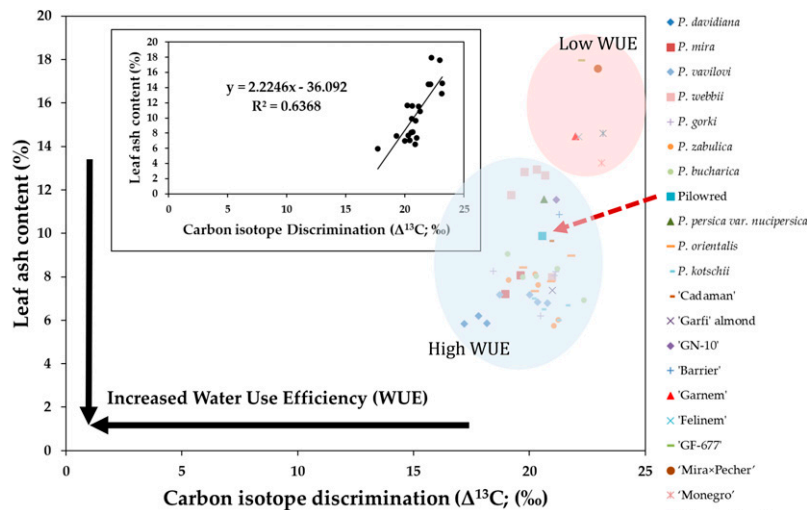 20
18
16
14
12
10
8
6
4
2
0
Leaf ash content (%)
20
18
16
14
12
10
8
6
4
2
0
Leaf ash content (%)
y = 2.2246x - 36.092
R² = 0.6368
0 5 10 15 20 25
Carbon isotope Discrimination (Δ¹³C; ‰)
Low WUE
High WUE
Increased Water Use Efficiency (WUE)
0 5 10 15 20 25
Carbon isotope discrimination (Δ¹³C; (‰)
P. davidiana
P. mira
P. vavilovi
P. webbii
P. gorki
P. zabulica
P. bucharica
Pilowred
P. persica var. nucipersica
P. orientalis
P. kotschii
'Cadaman'
'Garfi' almond
'GN-10'
'Barrier'
'Garnem'
'Felinem'
'GF-677'
'Mira×Pecher'
'Monegro'